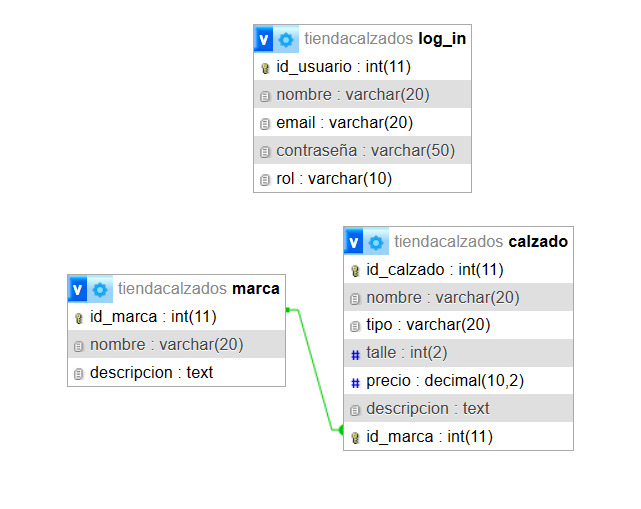 v tiendacalzados log_in
id_usuario : int(11)
nombre : varchar(20)
email : varchar(20)
contraseña : varchar(50)
rol : varchar(10)
v tiendacalzados marca
id_marca : int(11)
nombre : varchar(20)
descripcion : text
v tiendacalzados calzado
id_calzado : int(11)
nombre : varchar(20)
tipo : varchar(20)
# talle : int(2)
# precio : decimal(10,2)
descripcion : text
id_marca : int(11)